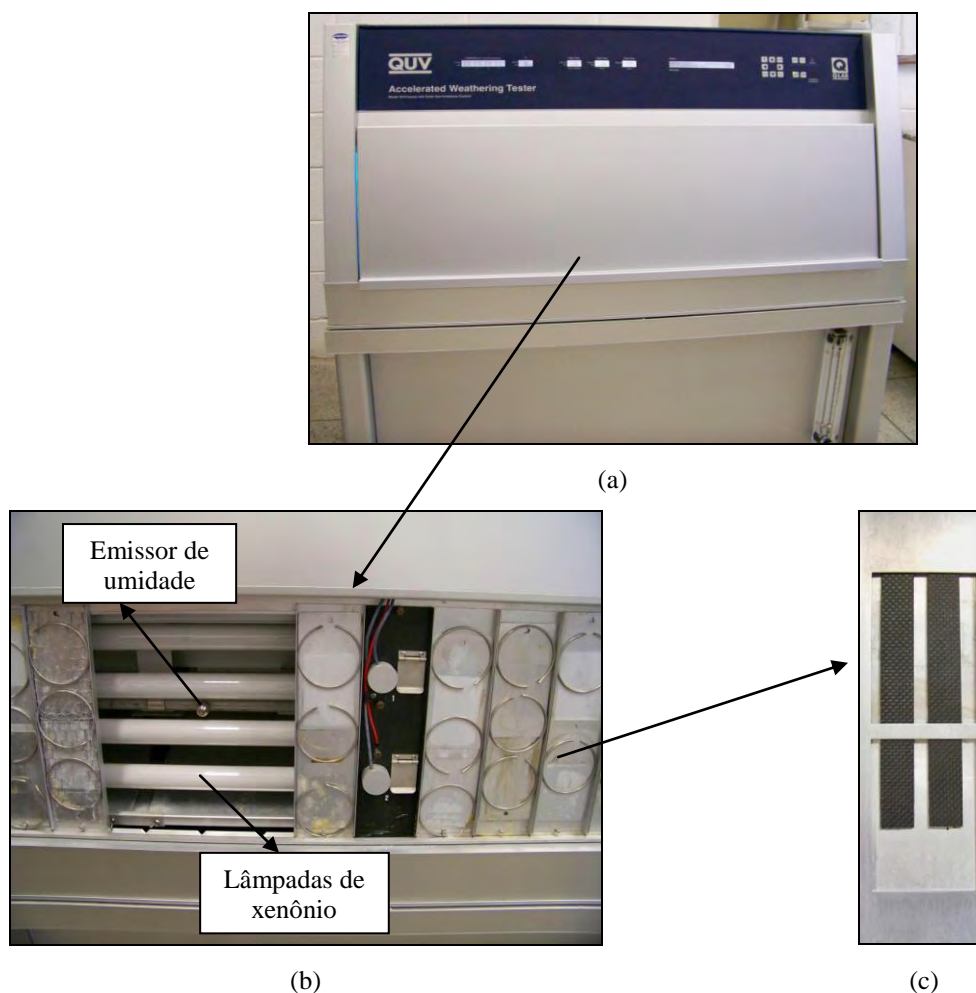 QUV
Accelerated Weathering Tester
(a)
Emissor de
umidade
Lâmpadas de
xenônio
(b)
(c)